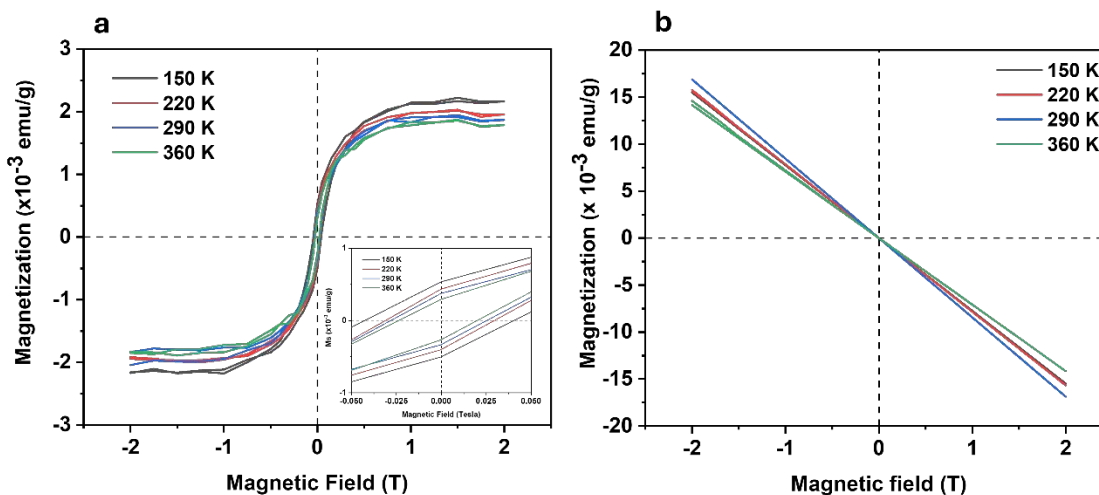 a
Magnetization (x10⁻³ emu/g)
3
2
1
0
-1
-2
-3
150 K
220 K
290 K
360 K
-2
-1
0
1
2
Magnetic Field (T)
1
0
-1
Ms (x10⁻³ emu/g)
150 K
220 K
290 K
360 K
-0.050
-0.025
0.000
0.025
0.050
Magnetic Field (Tesla)
b
Magnetization (x 10⁻³ emu/g)
20
15
10
5
0
-5
-10
-15
-20
150 K
220 K
290 K
360 K
-2
-1
0
1
2
Magnetic field (T)